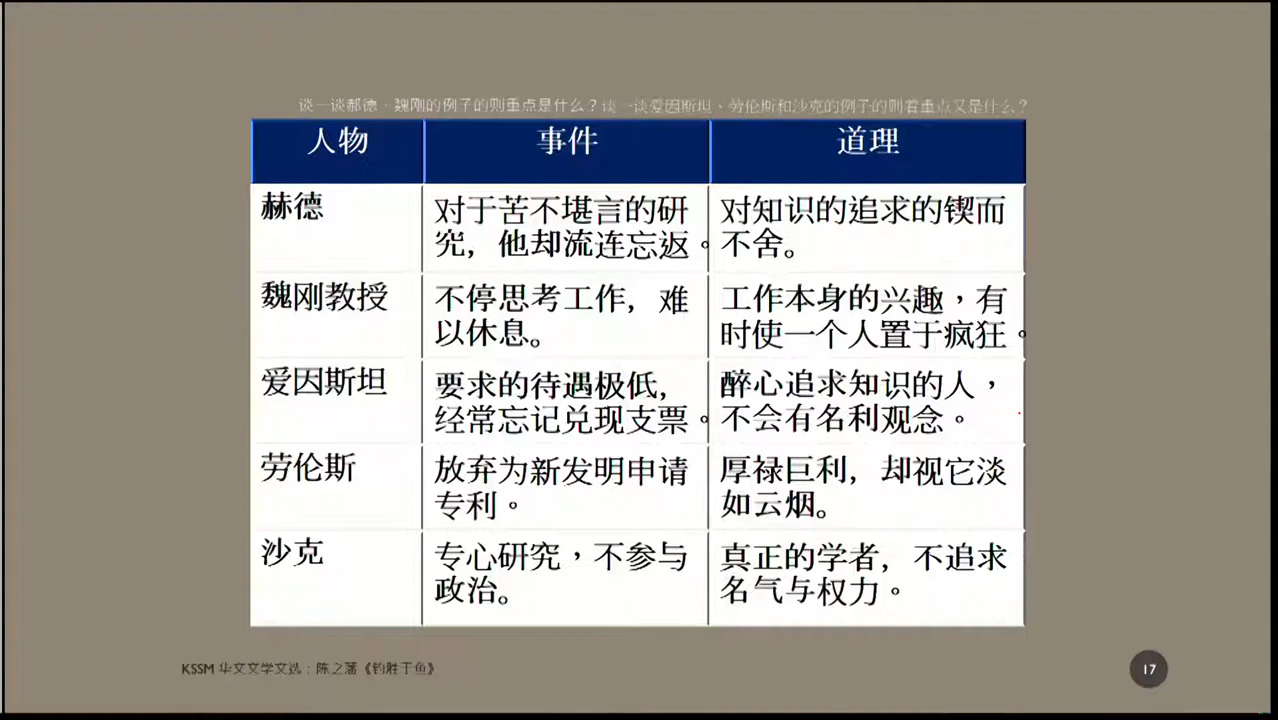 谈一谈郝德、魏刚的例子的则重点是什么？谈一谈爱因斯坦、劳伦斯和沙克的例子的则着重点又是什么？
人物
事件
道理
赫德
对于苦不堪言的研
究，他却流连忘返。
对知识的追求的锲而
不舍。
魏刚教授
不停思考工作，难
以休息。
工作本身的兴趣，有
时使一个人置于疯狂。
爱因斯坦
要求的待遇极低，
经常忘记兑现支票。
醉心追求知识的人，
不会有名利观念。
劳伦斯
放弃为新发明申请
专利。
厚禄巨利，却视它淡
如云烟。
沙克
专心研究，不参与
政治。
真正的学者，不追求
名气与权力。
KSSM 华文文学文选：陈之藩《钓胜于鱼》
17